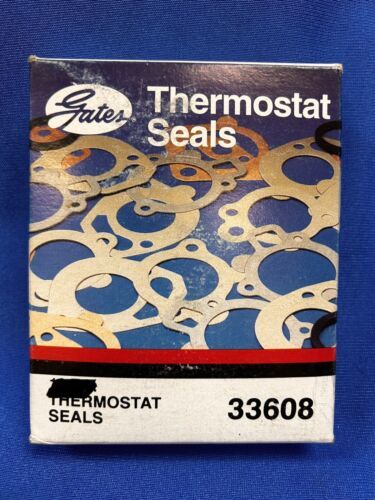 Gates
Thermostat
Seals
THERMOSTAT
SEALS
33608